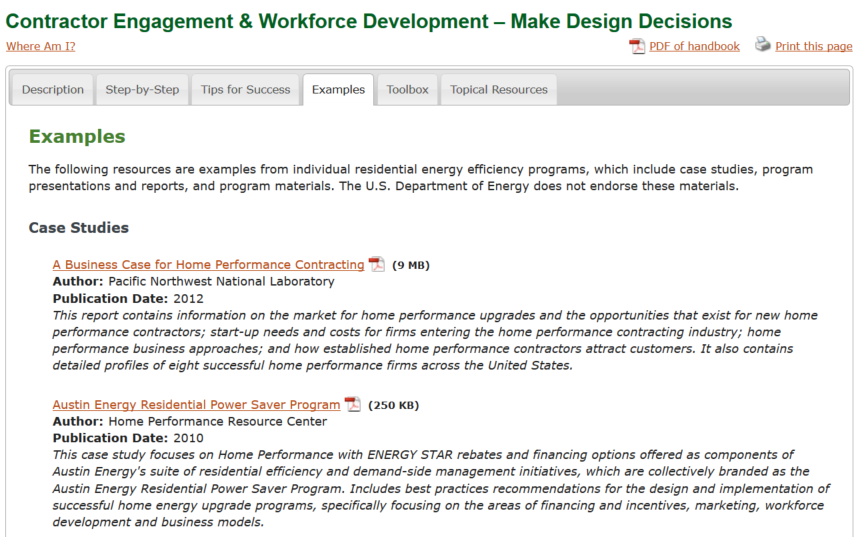 Contractor Engagement & Workforce Development – Make Design Decisions
Where Am I?
PDF of handbook
Print this page
Description
Step-by-Step
Tips for Success
Examples
Toolbox
Topical Resources
Examples
The following resources are examples from individual residential energy efficiency programs, which include case studies, program
presentations and reports, and program materials. The U.S. Department of Energy does not endorse these materials.
Case Studies
A Business Case for Home Performance Contracting (9 MB)
Author: Pacific Northwest National Laboratory
Publication Date: 2012
This report contains information on the market for home performance upgrades and the opportunities that exist for new home
performance contractors; start-up needs and costs for firms entering the home performance contracting industry; home
performance business approaches; and how established home performance contractors attract customers. It also contains
detailed profiles of eight successful home performance firms across the United States.
Austin Energy Residential Power Saver Program (250 KB)
Author: Home Performance Resource Center
Publication Date: 2010
This case study focuses on Home Performance with ENERGY STAR rebates and financing options offered as components of
Austin Energy's suite of residential efficiency and demand-side management initiatives, which are collectively branded as the
Austin Energy Residential Power Saver Program. Includes best practices recommendations for the design and implementation of
successful home energy upgrade programs, specifically focusing on the areas of financing and incentives, marketing, workforce
development and business models.